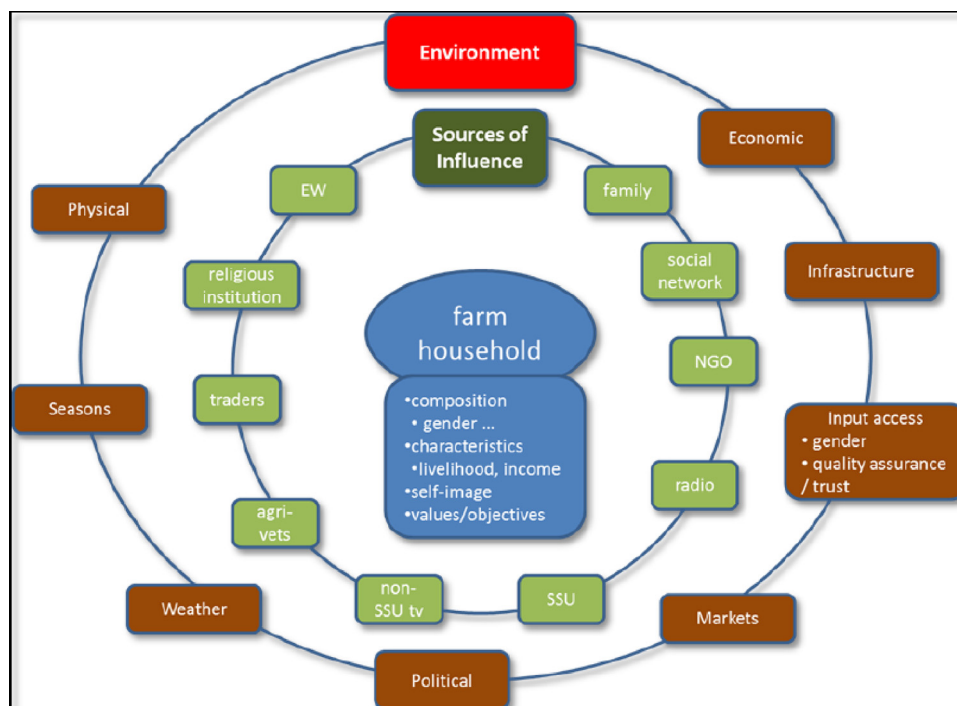 Environment
Sources of
Influence
Economic
EW
family
Physical
religious
institution
social
network
Infrastructure
farm
household
NGO
Seasons
traders
•composition
• gender ...
•characteristics
•livelihood, income
•self-image
•values/objectives
Input access
• gender
• quality assurance
/ trust
radio
agri-
vets
non-
SSU tv
SSU
Weather
Markets
Political